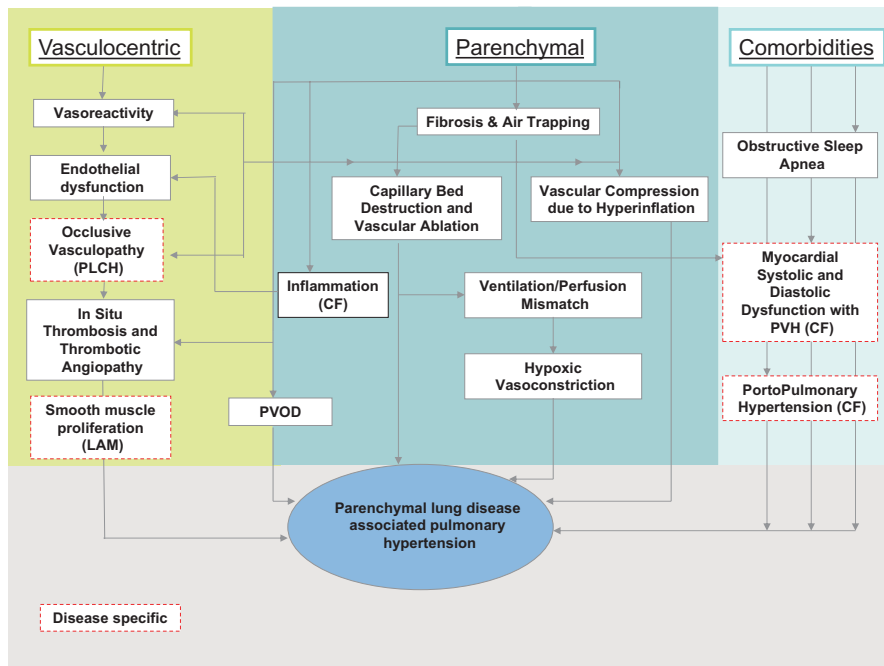 Vasculocentric
Parenchymal
Comorbidities
Vasoreactivity
Endothelial
dysfunction
Occlusive
Vasculopathy
(PLCH)
In Situ
Thrombosis and
Thrombotic
Angiopathy
Smooth muscle
proliferation
(LAM)
Fibrosis & Air Trapping
Capillary Bed
Destruction and
Vascular Ablation
Vascular Compression
due to Hyperinflation
Inflammation
(CF)
Ventilation/Perfusion
Mismatch
Hypoxic
Vasoconstriction
PVOD
Obstructive Sleep
Apnea
Myocardial
Systolic and
Diastolic
Dysfunction with
PVH (CF)
PortoPulmonary
Hypertension (CF)
Parenchymal lung disease
associated pulmonary
hypertension
Disease specific